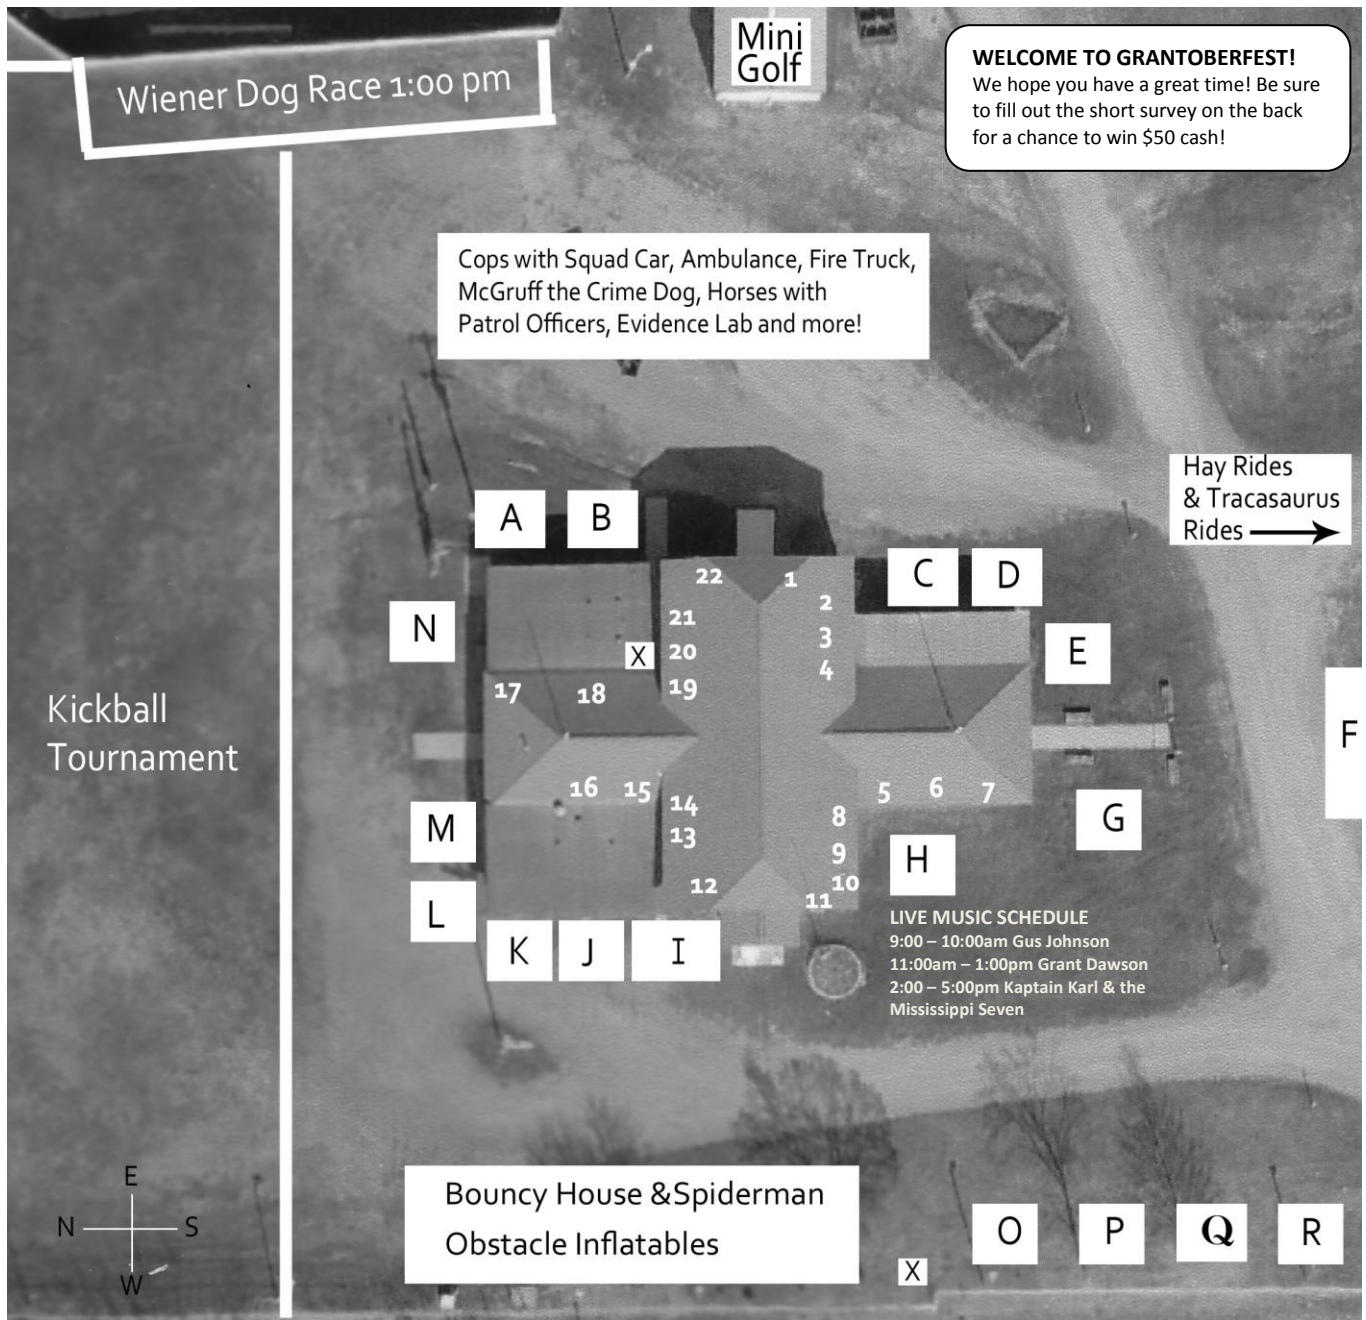 Wiener Dog Race 1:00 pm
Mini
Golf
WELCOME TO GRANTOBERFEST!
We hope you have a great time! Be sure
to fill out the short survey on the back
for a chance to win $50 cash!
Cops with Squad Car, Ambulance, Fire Truck,
McGruff the Crime Dog, Horses with
Patrol Officers, Evidence Lab and more!
Hay Rides
& Tracasaurus
Rides
A B
C D
22 1
2
N
21
3
E
X 20
4
17 18 19
Kickball
Tournament
F
16 15 14
5 6 7
M
13
8
G
9
H
12
10
11
L
K J I
LIVE MUSIC SCHEDULE
9:00 – 10:00am Gus Johnson
11:00am – 1:00pm Grant Dawson
2:00 – 5:00pm Kaptain Karl & the
Mississippi Seven
E
N S
W
Bouncy House &Spiderman
Obstacle Inflatables
X
O P Q R